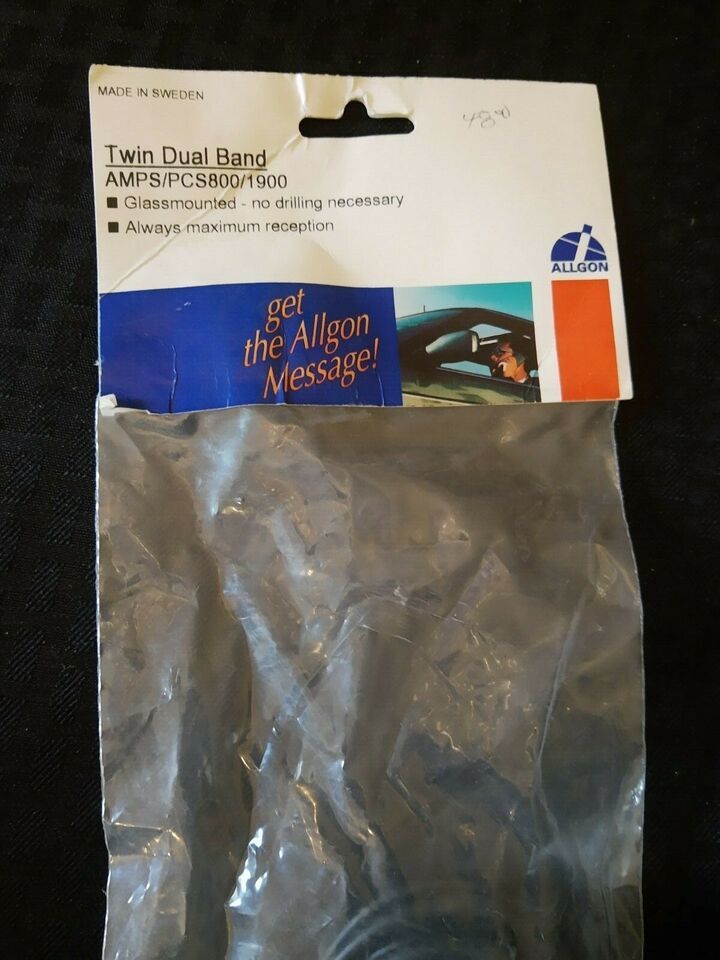 MADE IN SWEDEN
Twin Dual Band
AMPS/PCS800/1900
■ Glassmounted - no drilling necessary
■ Always maximum reception
ALLGON
get
the Allgon
Message!